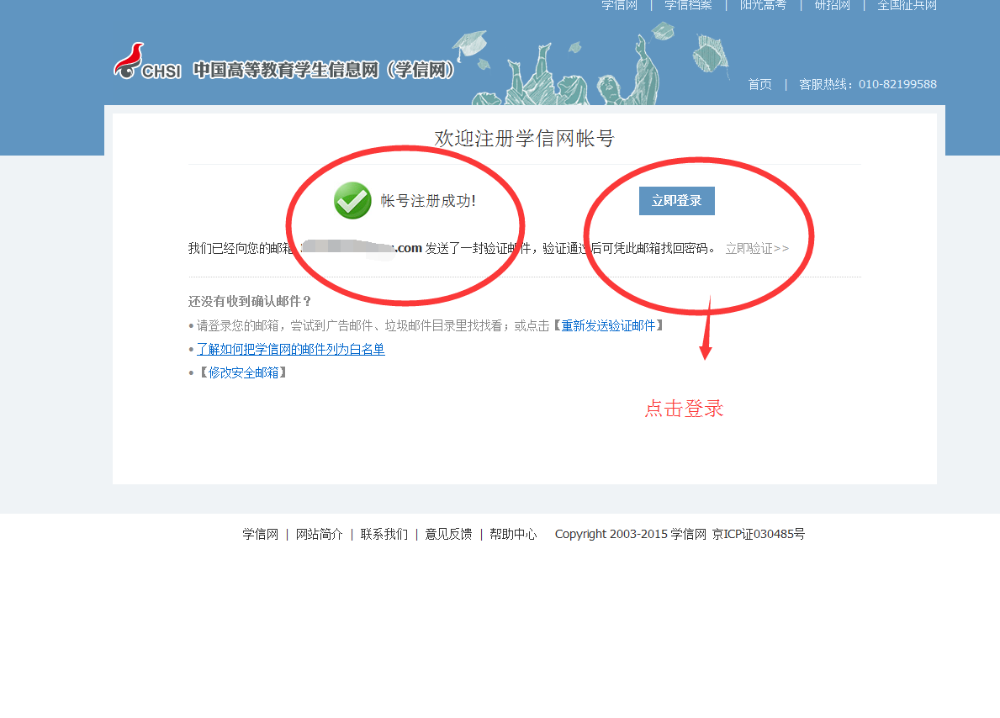 学信网 | 学信档案 | 阳光高考 | 研招网 | 全国征兵网
CHSI 中国高等教育学生信息网（学信网）
首页 | 客服热线：010-82199588
欢迎注册学信网帐号
帐号注册成功！
立即登录
我们已经向您的邮箱 .com 发送了一封验证邮件，验证通过后可凭此邮箱找回密码。 立即验证>>
还没有收到确认邮件？
• 请登录您的邮箱，尝试到广告邮件、垃圾邮件目录里找找看；或点击【重新发送验证邮件】
• 了解如何把学信网的邮件列为白名单
• 【修改安全邮箱】
点击登录
学信网 | 网站简介 | 联系我们 | 意见反馈 | 帮助中心 Copyright 2003-2015 学信网 京ICP证030485号